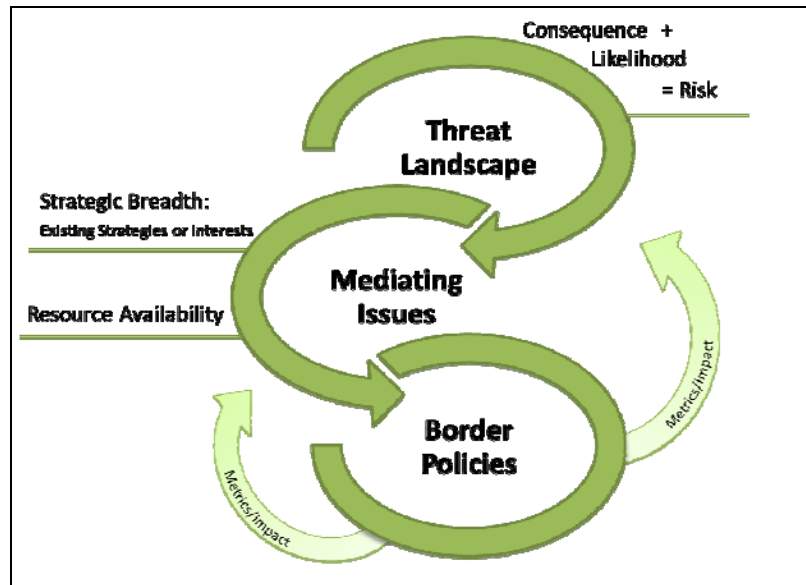 Consequence +
Likelihood
= Risk
Threat
Landscape
Strategic Breadth:
Existing Strategies or Interests
Mediating
Issues
Resource Availability
Metrics/impact
Border
Policies
Metrics/impact